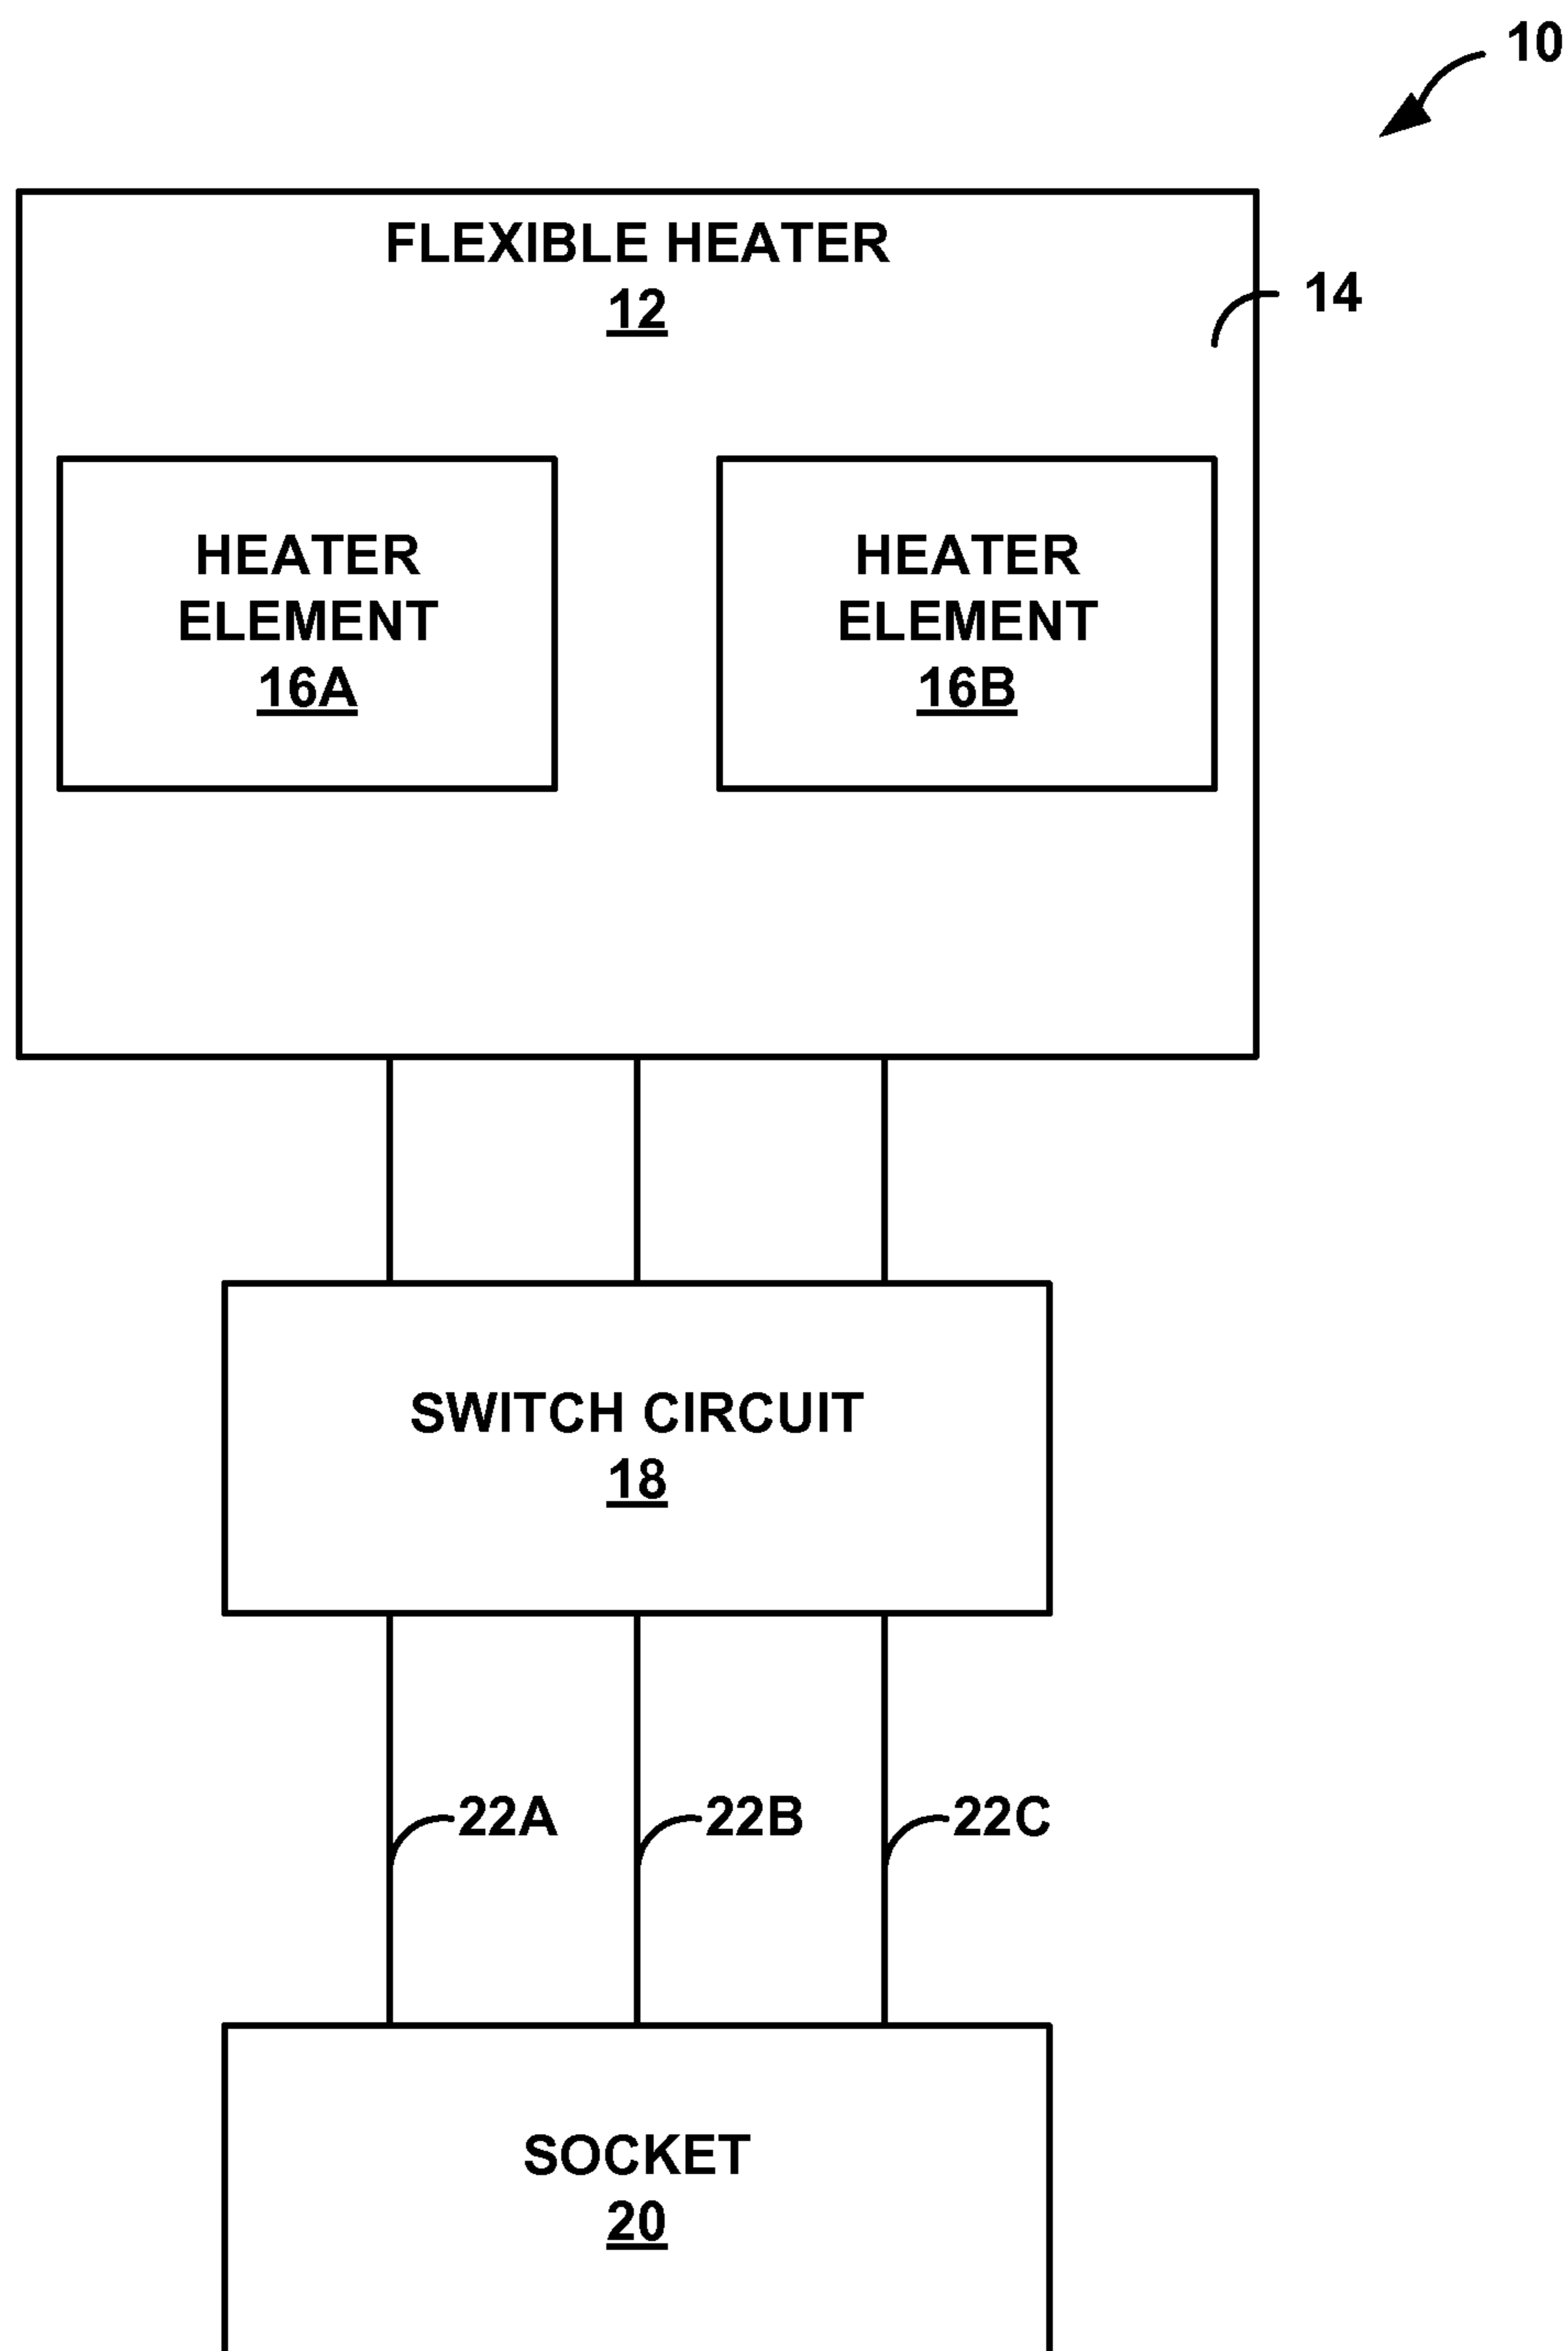 10
FLEXIBLE HEATER
12
14
HEATER
ELEMENT
16A
HEATER
ELEMENT
16B
SWITCH CIRCUIT
18
22A
22B
22C
SOCKET
20